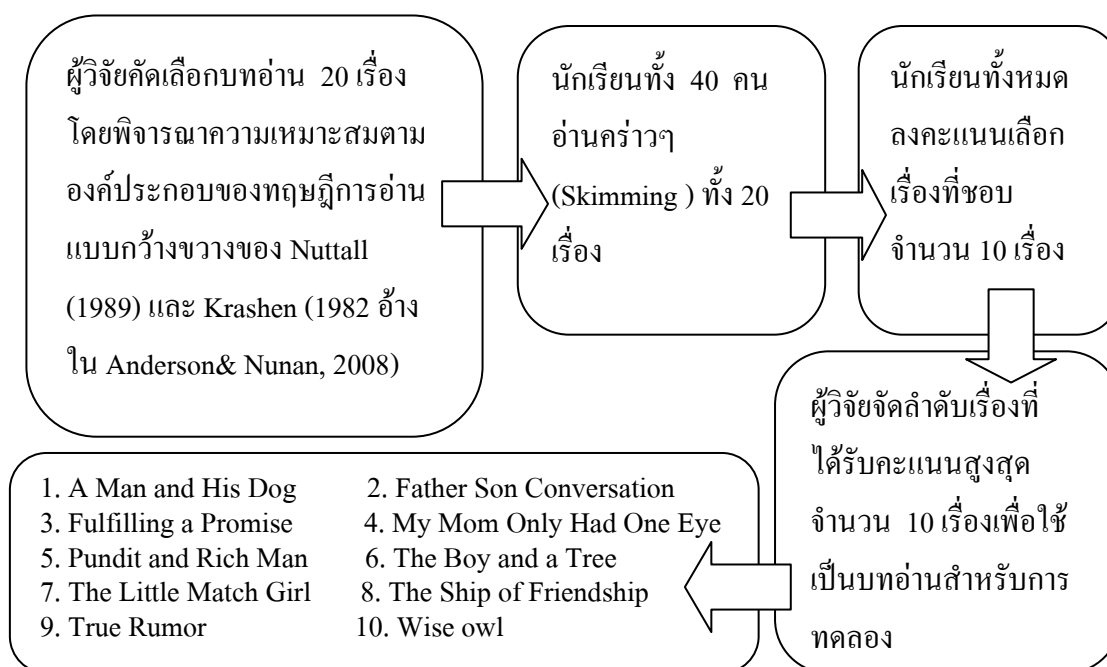 ผู้วิจัยคัดเลือกบทอ่าน 20 เรื่อง
โดยพิจารณาความเหมาะสมตาม
องค์ประกอบของทฤษฎีการอ่าน
แบบกว้างขวางของ Nuttall
(1989) และ Krashen (1982 อ้าง
ใน Anderson& Nunan, 2008)
นักเรียนทั้ง 40 คน
อ่านคร่าวๆ
(Skimming ) ทั้ง 20
เรื่อง
นักเรียนทั้งหมด
ลงคะแนนเลือก
เรื่องที่ชอบ
จำนวน 10 เรื่อง
ผู้วิจัยจัดลำดับเรื่องที่
ได้รับคะแนนสูงสุด
จำนวน 10 เรื่องเพื่อใช้
เป็นบทอ่านสำหรับการ
ทดลอง
1. A Man and His Dog 2. Father Son Conversation
3. Fulfilling a Promise 4. My Mom Only Had One Eye
5. Pundit and Rich Man 6. The Boy and a Tree
7. The Little Match Girl 8. The Ship of Friendship
9. True Rumor 10. Wise owl